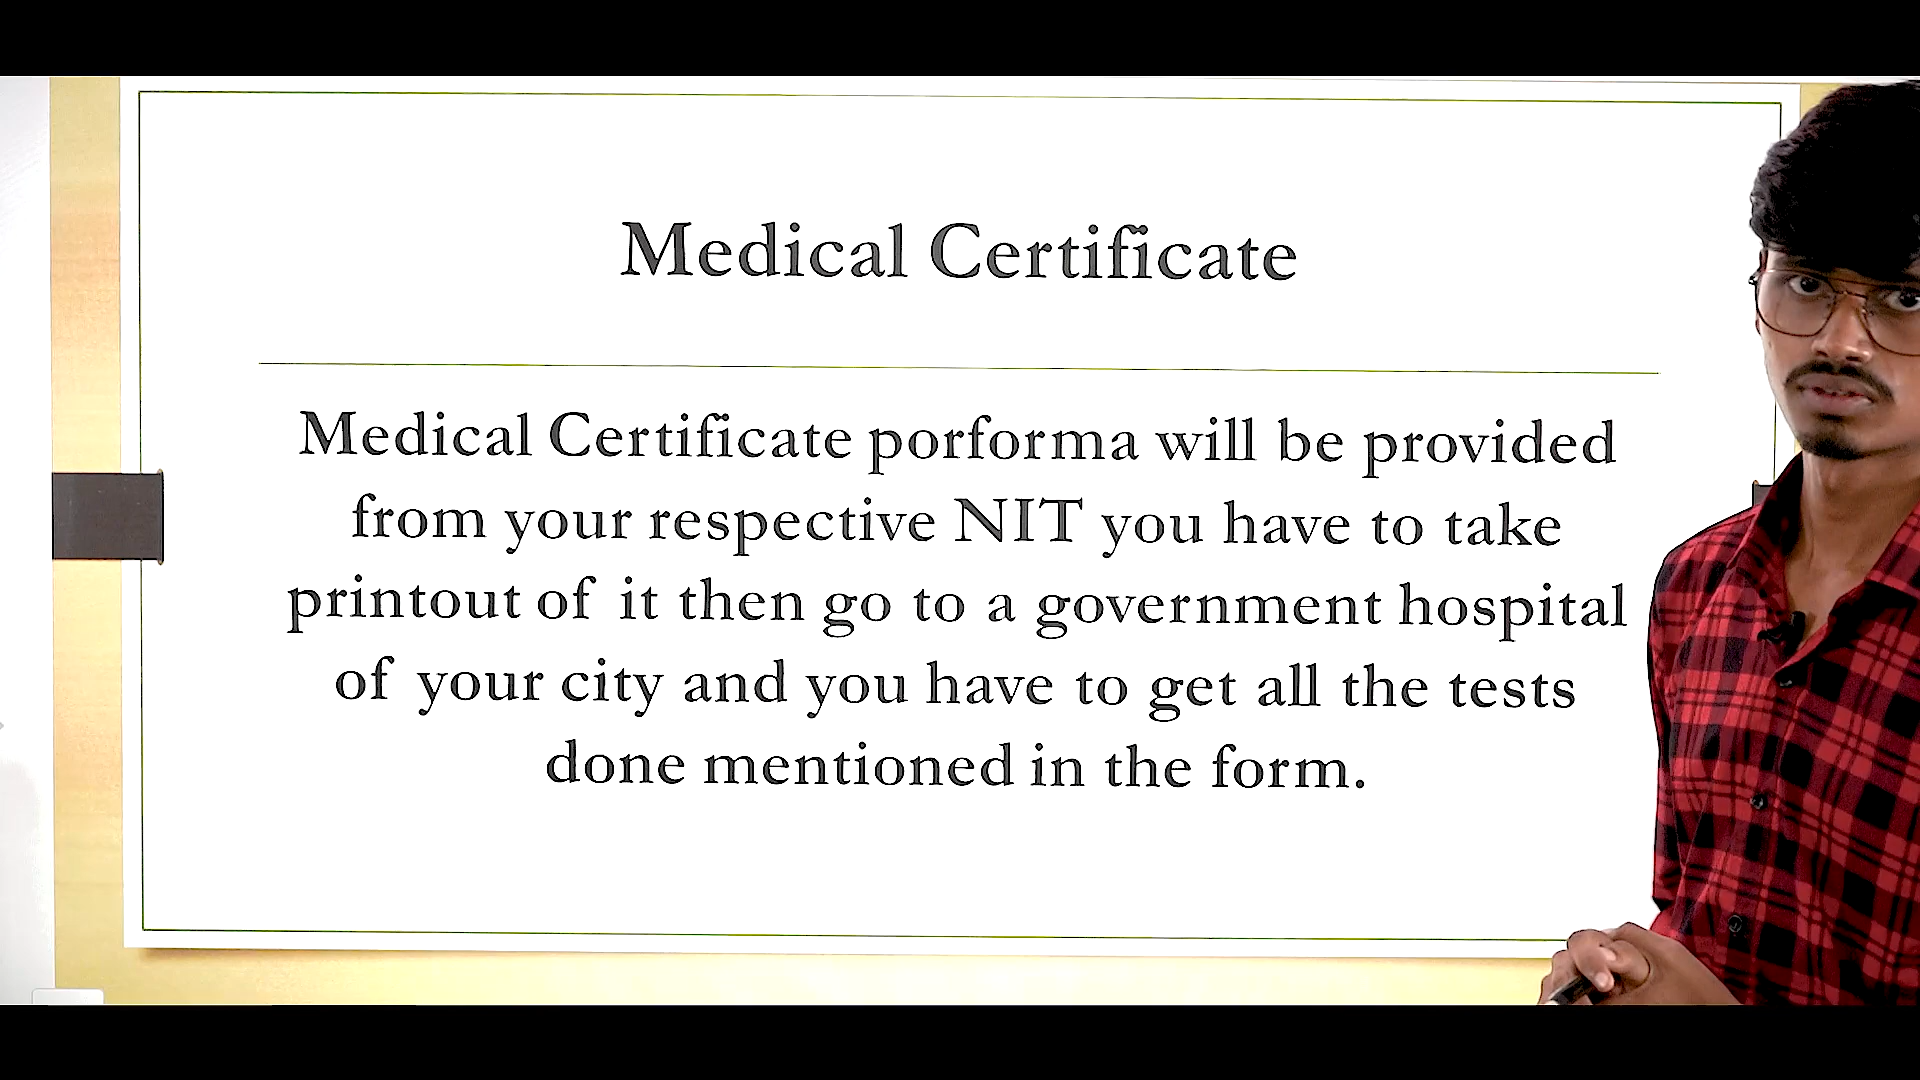 Medical Certificate
Medical Certificate porforma will be provided
from your respective NIT you have to take
printout of it then go to a government hospital
of your city and you have to get all the tests
done mentioned in the form.